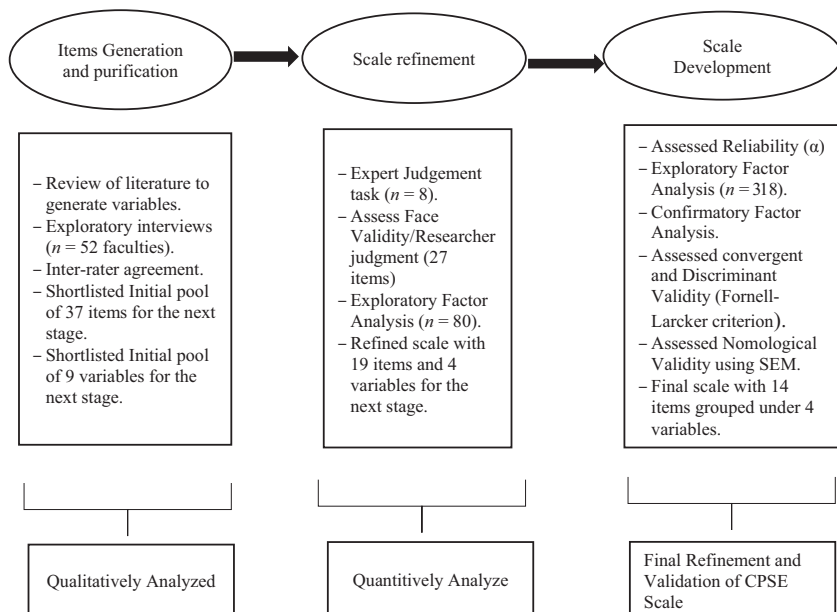 Items Generation
and purification
Scale refinement
Scale
Development
– Review of literature to
generate variables.
– Exploratory interviews
(n = 52 faculties).
– Inter-rater agreement.
– Shortlisted Initial pool
of 37 items for the next
stage.
– Shortlisted Initial pool
of 9 variables for the
next stage.
– Expert Judgement
task (n = 8).
– Assess Face
Validity/Researcher
judgment (27
items)
– Exploratory Factor
Analysis (n = 80).
– Refined scale with
19 items and 4
variables for the
next stage.
– Assessed Reliability (α)
– Exploratory Factor
Analysis (n = 318).
– Confirmatory Factor
Analysis.
– Assessed convergent
and Discriminant
Validity (Fornell-
Larcker criterion).
– Assessed Nomological
Validity using SEM.
– Final scale with 14
items grouped under 4
variables.
Qualitatively Analyzed
Quantitively Analyze
Final Refinement and
Validation of CPSE
Scale